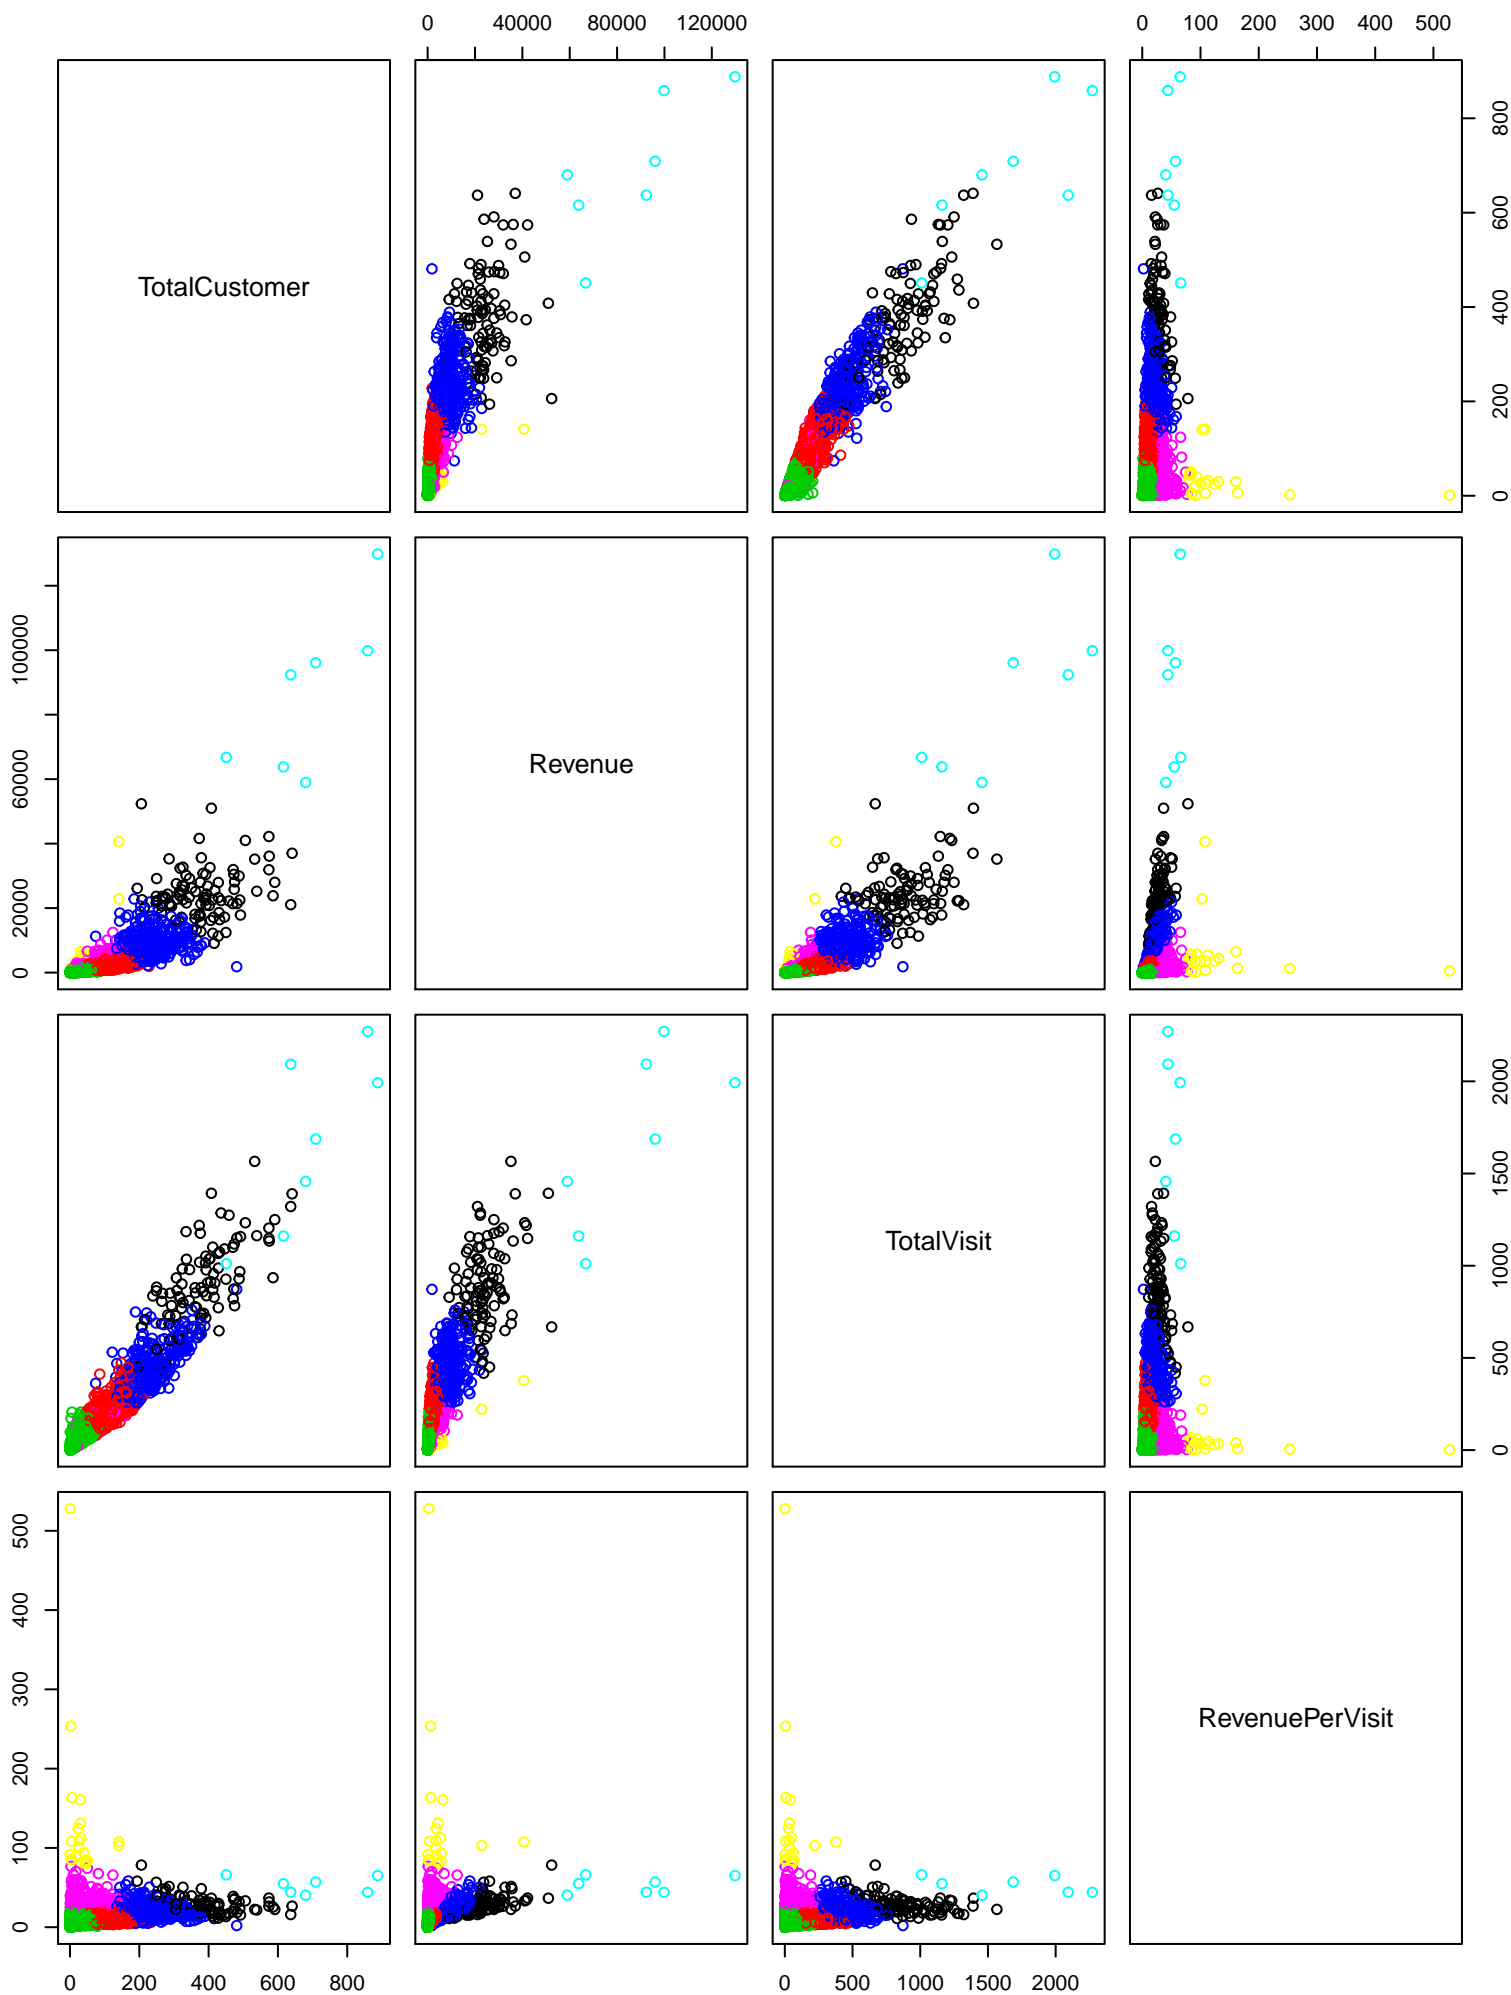 0 40000 80000 120000 0 100 200 300 400 500
TotalCustomer
0 200 400 600 800
0 20000 60000 100000
Revenue
TotalVisit
0 500 1000 1500 2000
0 100 200 300 400 500
RevenuePerVisit
0 200 400 600 800 0 500 1000 1500 2000